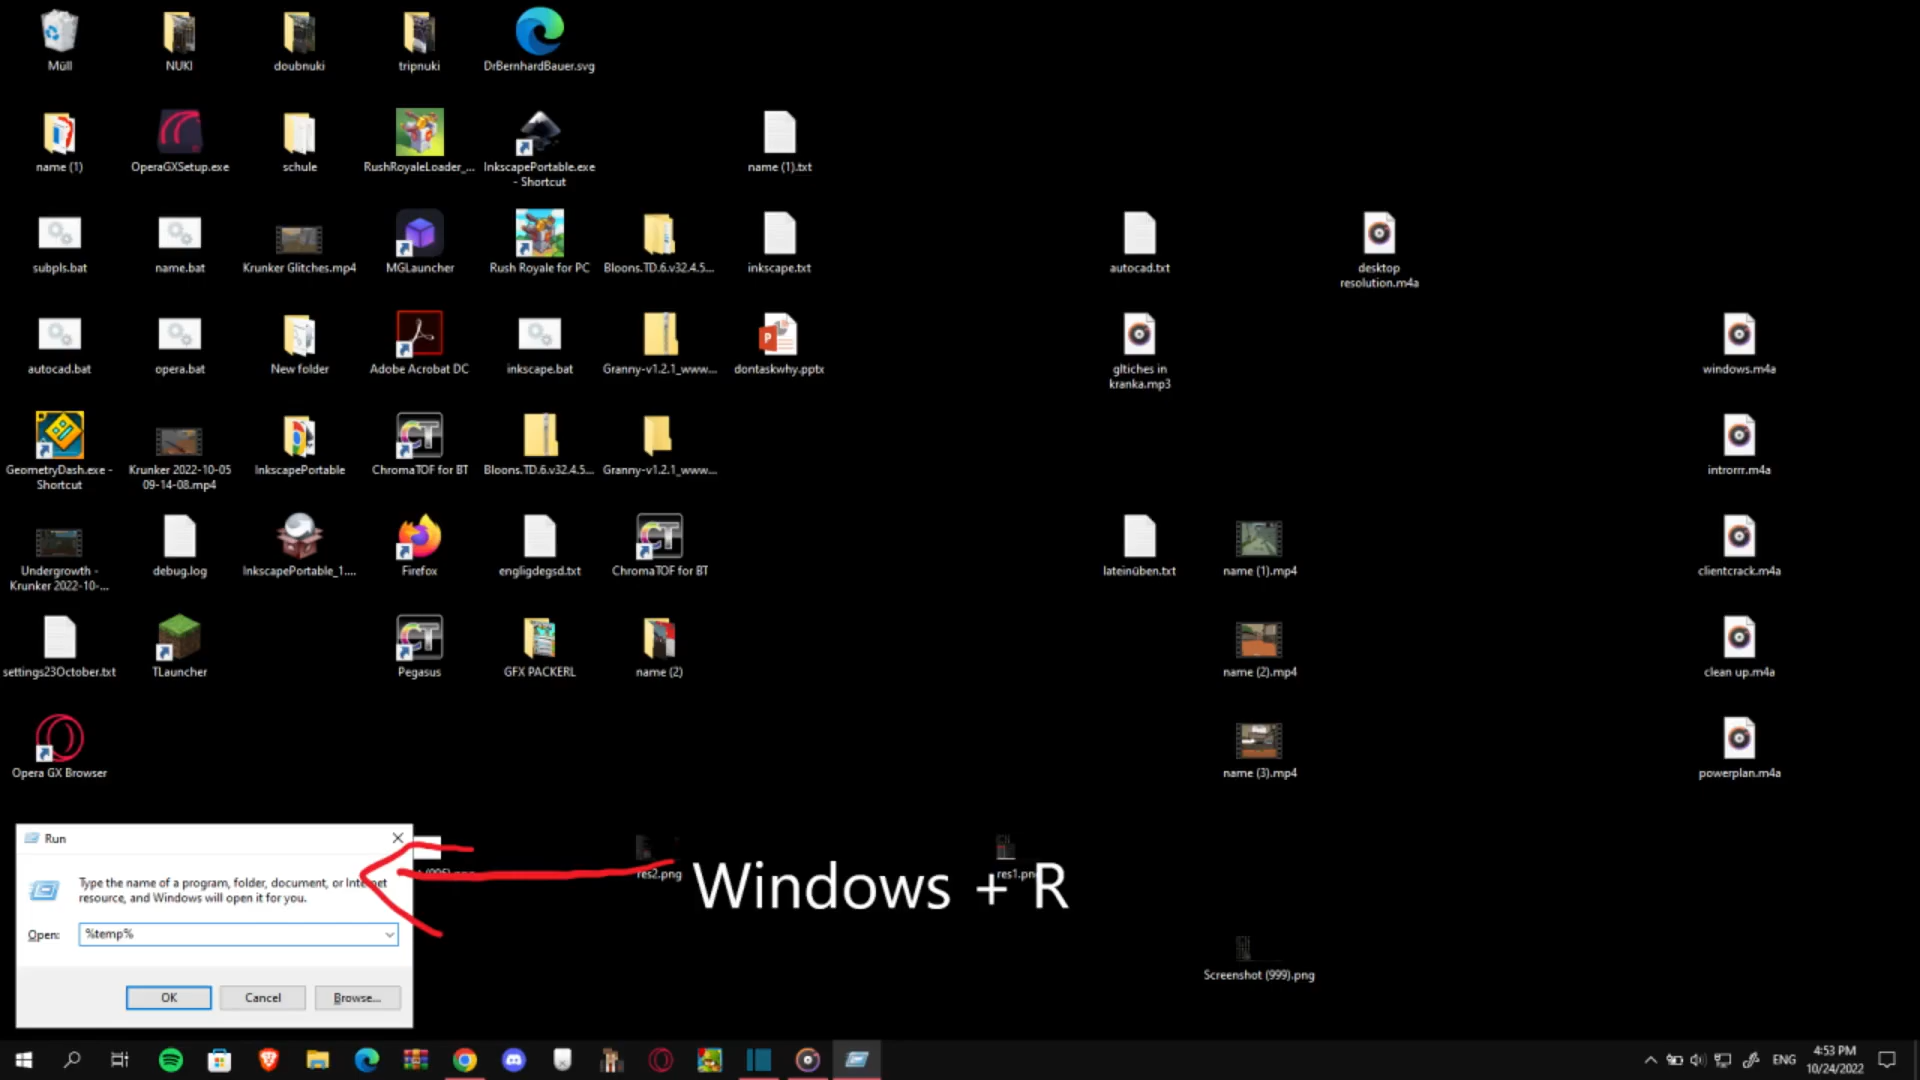 Müll
NUKI
doubnuki
tripnuki
DrBernhardBauer.svg
name (1)
OperaGXSetup.exe
schule
RushRoyaleLoader_...
InkscapePortable.exe
- Shortcut
name (1).txt
subpls.bat
name.bat
Krunker Glitches.mp4
MGLauncher
Rush Royale for PC
Bloons.TD.6.v32.4.5...
inkscape.txt
autocad.txt
desktop
resolution.m4a
autocad.bat
opera.bat
New folder
Adobe Acrobat DC
inkscape.bat
Granny-v1.2.1_www...
dontaskwhy.pptx
gltiches in
kranka.mp3
windows.m4a
GeometryDash.exe -
Shortcut
Krunker 2022-10-05
09-14-08.mp4
InkscapePortable
ChromaTOF for BT
Bloons.TD.6.v32.4.5...
Granny-v1.2.1_www...
introrrr.m4a
Undergrowth -
Krunker 2022-10-...
debug.log
InkscapePortable_1....
Firefox
engligdegsd.txt
ChromaTOF for BT
lateinüben.txt
name (1).mp4
clientcrack.m4a
settings23October.txt
TLauncher
Pegasus
GFX PACKERL
name (2)
name (2).mp4
clean up.m4a
Opera GX Browser
name (3).mp4
powerplan.m4a
Run
Type the name of a program, folder, document, or Internet
resource, and Windows will open it for you.
Open:
%temp%
OK
Cancel
Browse...
res2.png
Windows + R
Screenshot (999).png
ENG
4:53 PM
10/24/2022